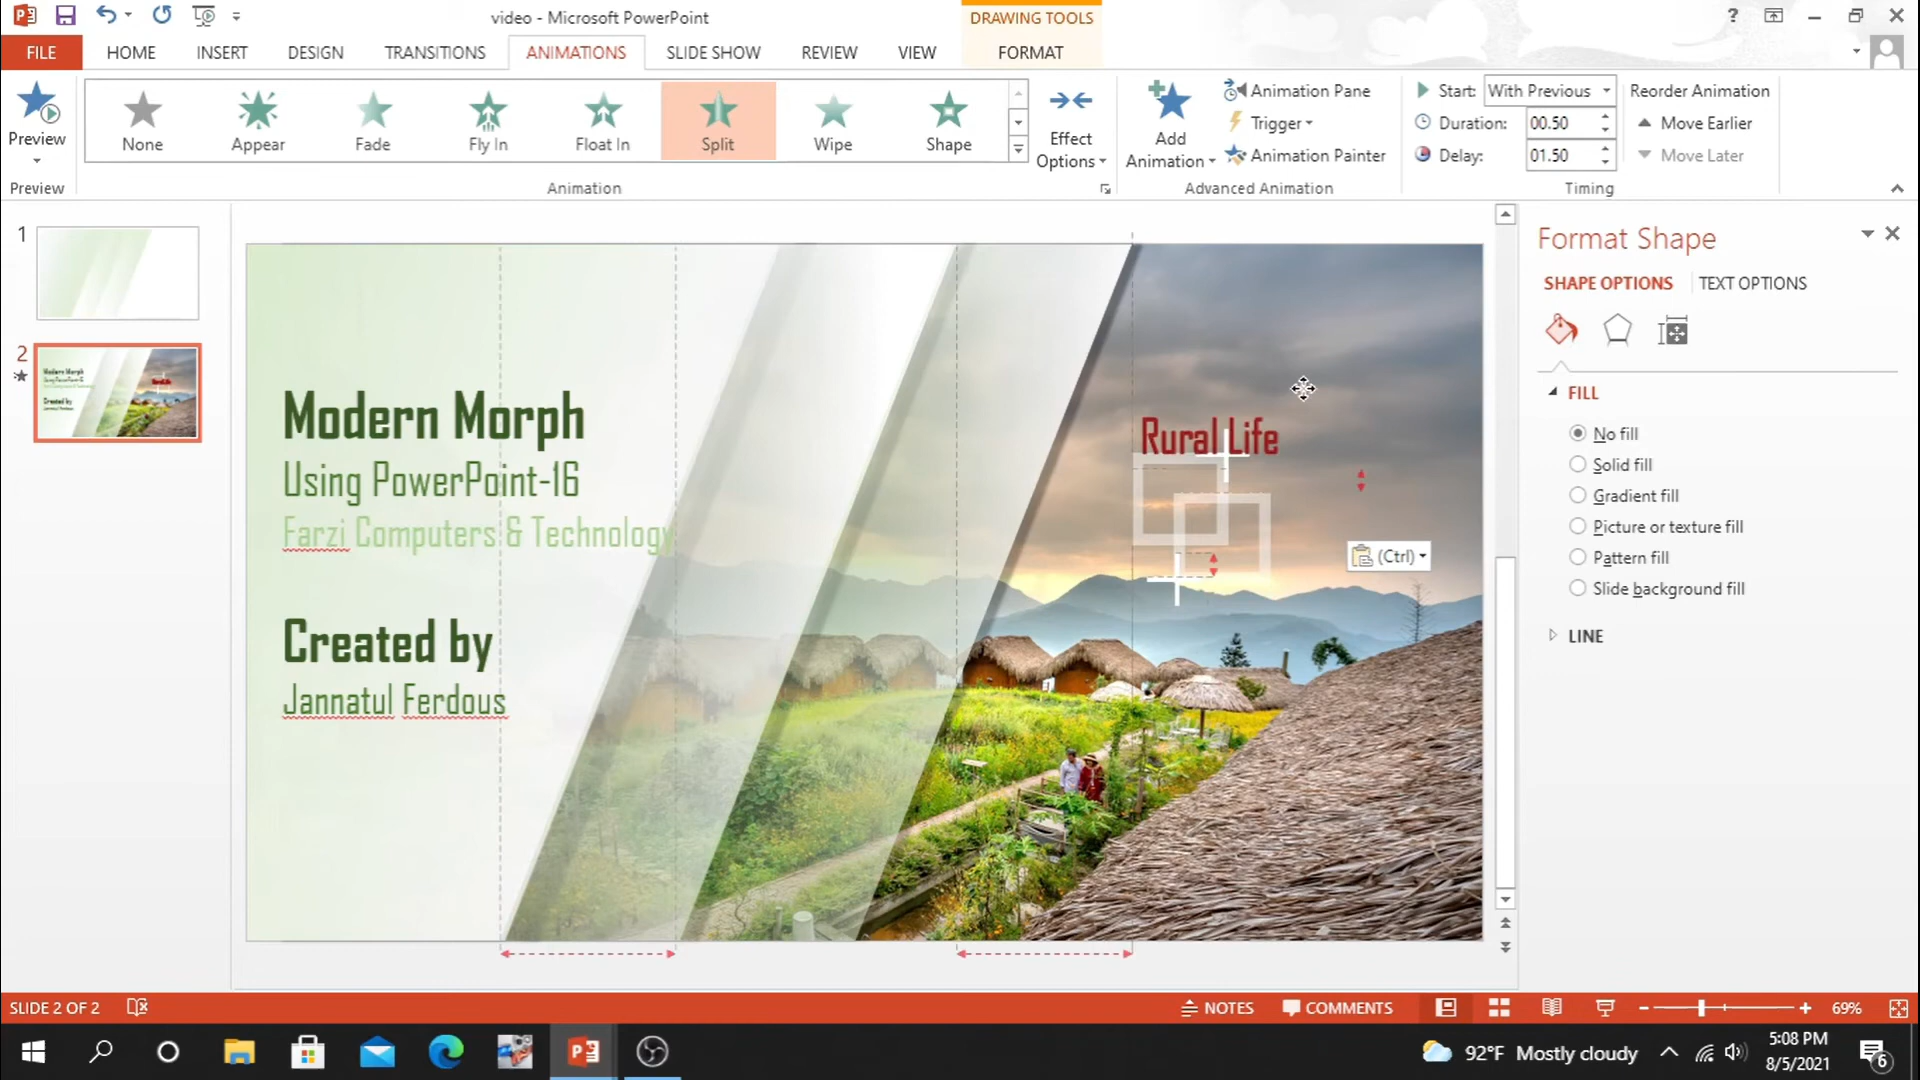 video - Microsoft PowerPoint
DRAWING TOOLS
?
FILE
HOME
INSERT
DESIGN
TRANSITIONS
ANIMATIONS
SLIDE SHOW
REVIEW
VIEW
FORMAT
Preview
None
Appear
Fade
Fly In
Float In
Split
Wipe
Shape
Effect
Options
Add
Animation
Animation Pane
Trigger
Animation Painter
Start: With Previous
Duration: 00.50
Delay: 01.50
Reorder Animation
Move Earlier
Move Later
Preview
Animation
Advanced Animation
Timing
1
2
Modern Morph
Using PowerPoint-16
Farzi Computers & Technology
Created by
Jannatul Ferdous
Rural Life
(Ctrl)
Format Shape
SHAPE OPTIONS
TEXT OPTIONS
FILL
No fill
Solid fill
Gradient fill
Picture or texture fill
Pattern fill
Slide background fill
LINE
SLIDE 2 OF 2
NOTES
COMMENTS
69%
92°F Mostly cloudy
5:08 PM
8/5/2021
6